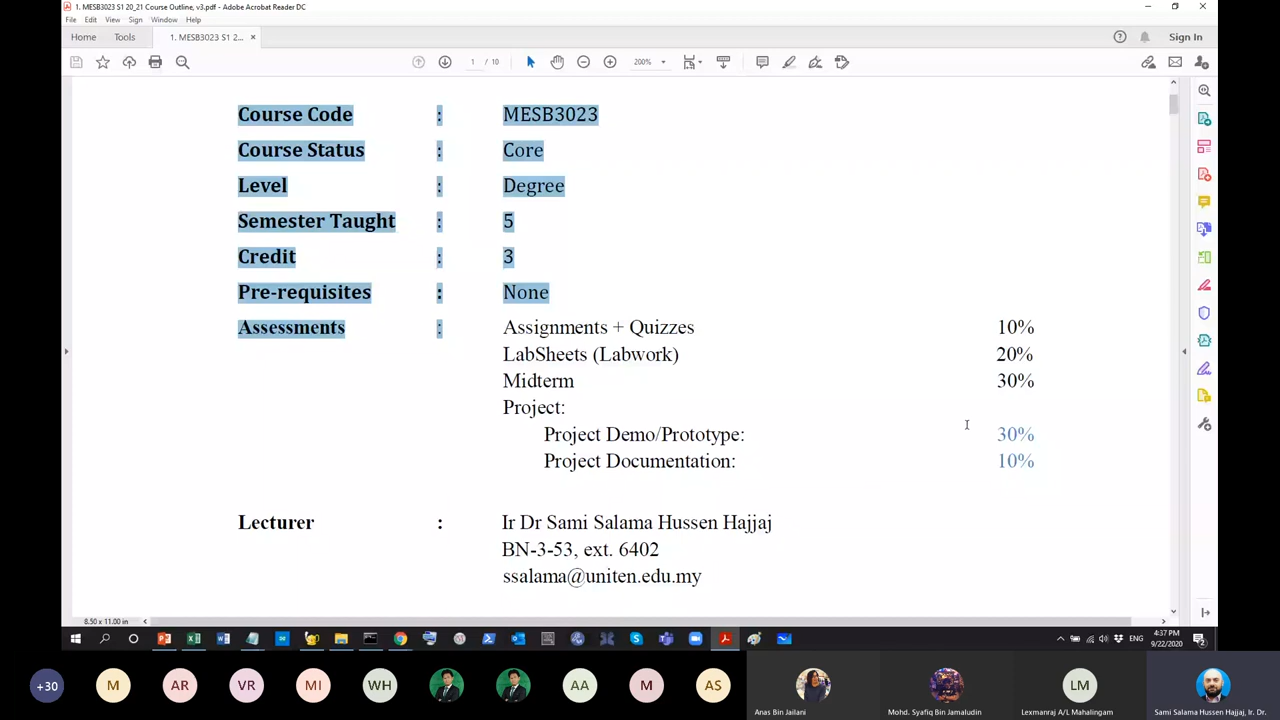 1. MESB3023 S1 20_21 Course Outline, v3.pdf - Adobe Acrobat Reader DC
File Edit View Sign Window Help
Home Tools 1. MESB3023 S1 2... × Sign In
1 / 10 200%
Course Code : MESB3023
Course Status : Core
Level : Degree
Semester Taught : 5
Credit : 3
Pre-requisites : None
Assessments : Assignments + Quizzes 10%
LabSheets (Labwork) 20%
Midterm 30%
Project:
Project Demo/Prototype: 30%
Project Documentation: 10%
Lecturer : Ir Dr Sami Salama Hussen Hajjaj
BN-3-53, ext. 6402
ssalama@uniten.edu.my
8.50 x 11.00 in
ENG 4:37 PM
9/22/2020
+30 M AR VR MI WH AA M AS LM
Anas Bin Jailani Mohd. Syafiq Bin Jamaludin Lexmanraj A/L Mahalingam Sami Salama Hussen Hajjaj, Ir. Dr.